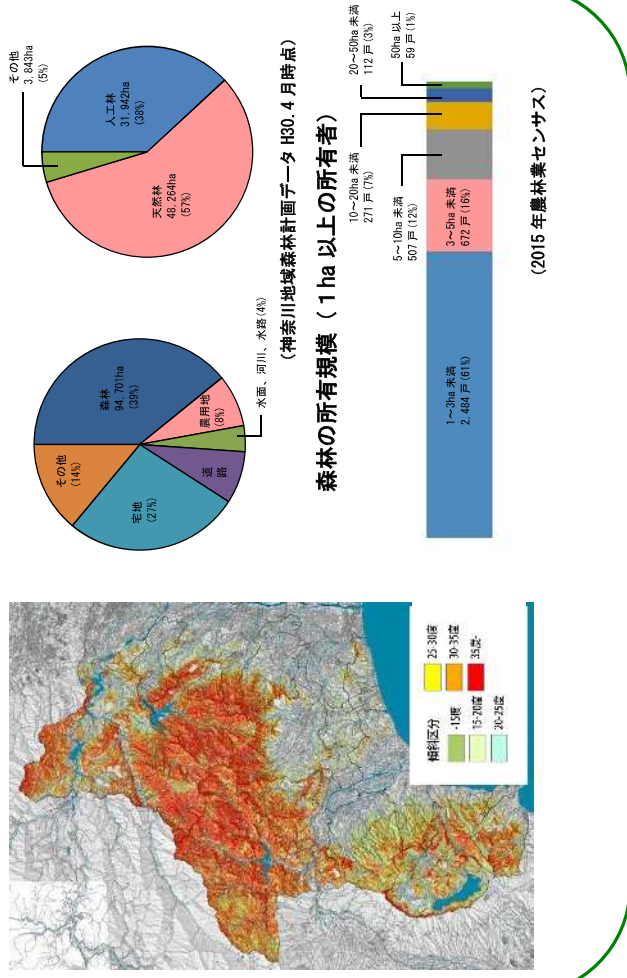 傾斜区分
-15度
15-20度
20-25度
25-30度
30-35度
35度-
森林
94,701ha
(39%)
農用地
(8%)
水面、河川、水路(4%)
道路
宅地
(27%)
その他
(14%)
人工林
31,942ha
(38%)
天然林
48,264ha
(57%)
その他
3,843ha
(5%)
(神奈川地域森林計画データ H30.4 月時点)
森林の所有規模(1ha 以上の所有者)
1～3ha 未満
2,484 戸(61%)
3～5ha 未満
672 戸(16%)
5～10ha 未満
507 戸(12%)
10～20ha 未満
271 戸(7%)
20～50ha 未満
112 戸(3%)
50ha 以上
59 戸(1%)
(2015 年農林業センサス)